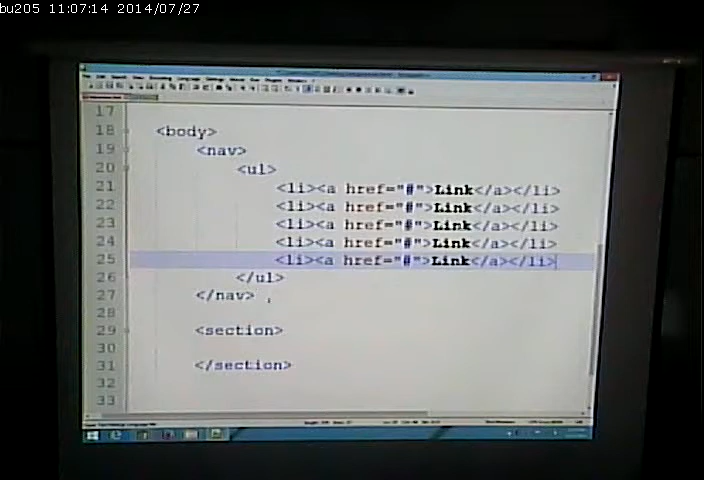 bu205 11:07:14 2014/07/27
17
18 <body>
19 <nav>
20 <ul>
21 <li><a href="#">Link</a></li>
22 <li><a href="#">Link</a></li>
23 <li><a href="#">Link</a></li>
24 <li><a href="#">Link</a></li>
25 <li><a href="#">Link</a></li>
26 </ul>
27 </nav>
28
29 <section>
30
31 </section>
32
33